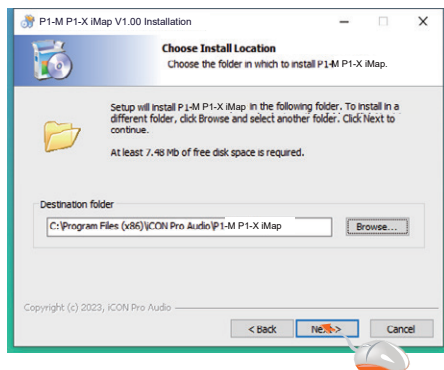 P1-M P1-X iMap V1.00 Installation
Choose Install Location
Choose the folder in which to install P1-M P1-X iMap.
Setup will install P1-M P1-X iMap in the following folder. To install in a
different folder, click Browse and select another folder. Click Next to
continue.
At least 7.48 Mb of free disk space is required.
Destination folder
C:\Program Files (x86)\iCON Pro Audio\P1-M P1-X iMap
Browse...
Copyright (c) 2023, iCON Pro Audio
< Back
Next >
Cancel